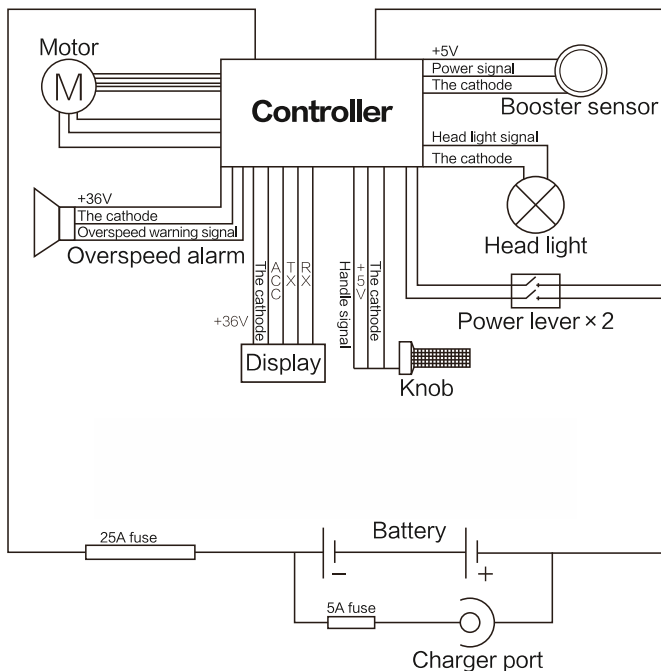 Motor
M
Controller
+5V
Power signal
The cathode
Booster sensor
Head light signal
The cathode
Head light
+36V
The cathode
Overspeed warning signal
Overspeed alarm
+36V
The cathode
ACC
TX
RX
Display
Handle signal
+5V
The cathode
Knob
Power lever × 2
25A fuse
Battery
− +
5A fuse
Charger port